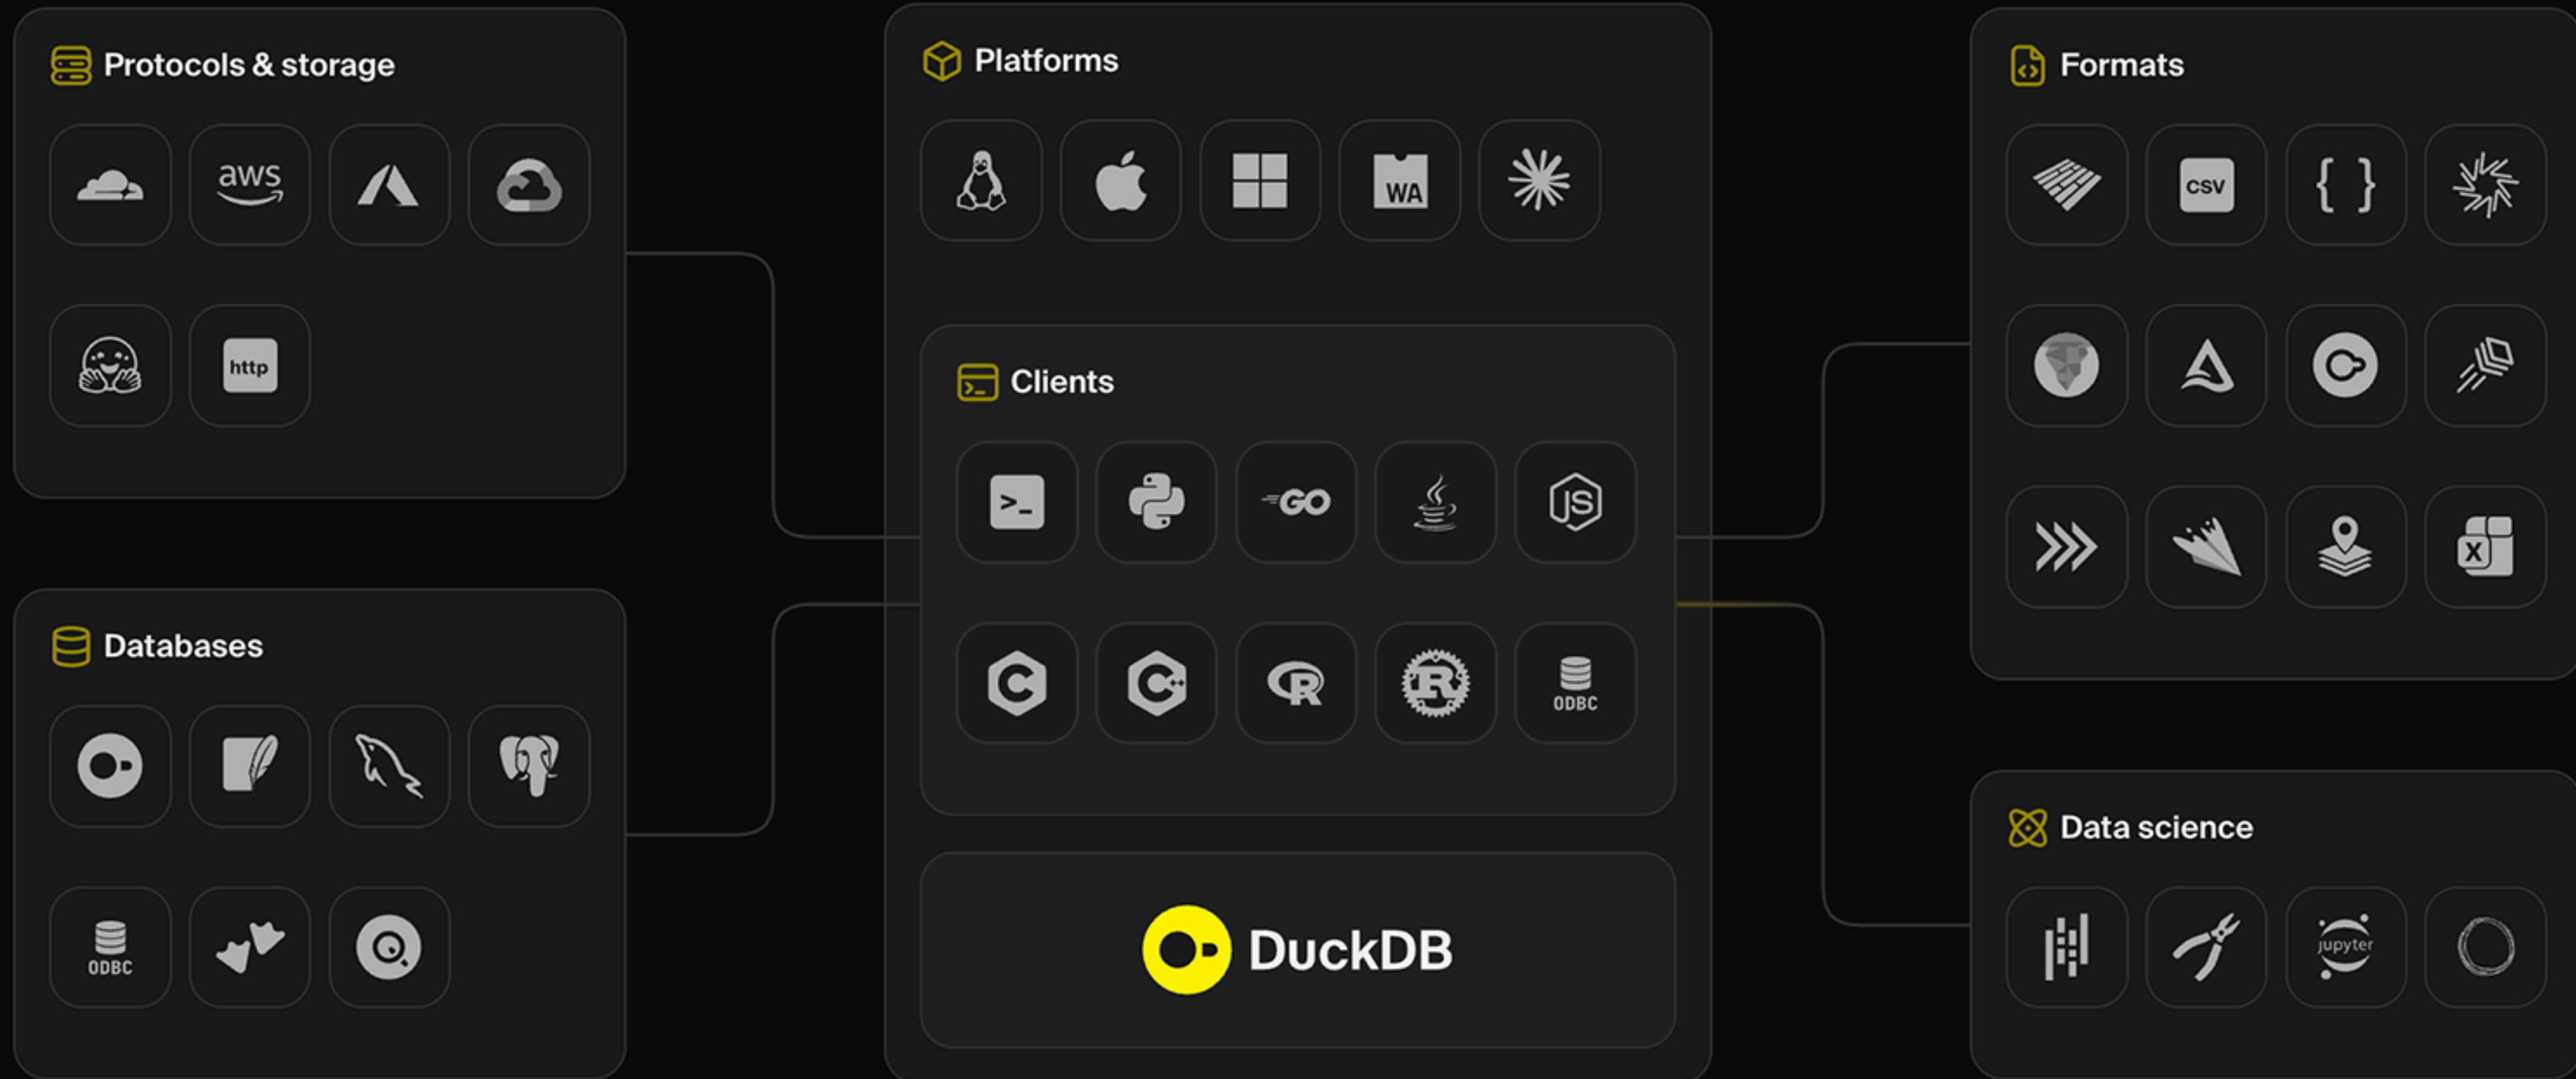 Protocols & storage
aws
http
Databases
ODBC
Platforms
WA
Clients
>_
GO
JS
C
C++
R
R
ODBC
DuckDB
Formats
CSV
{ }
X
Data science
jupyter